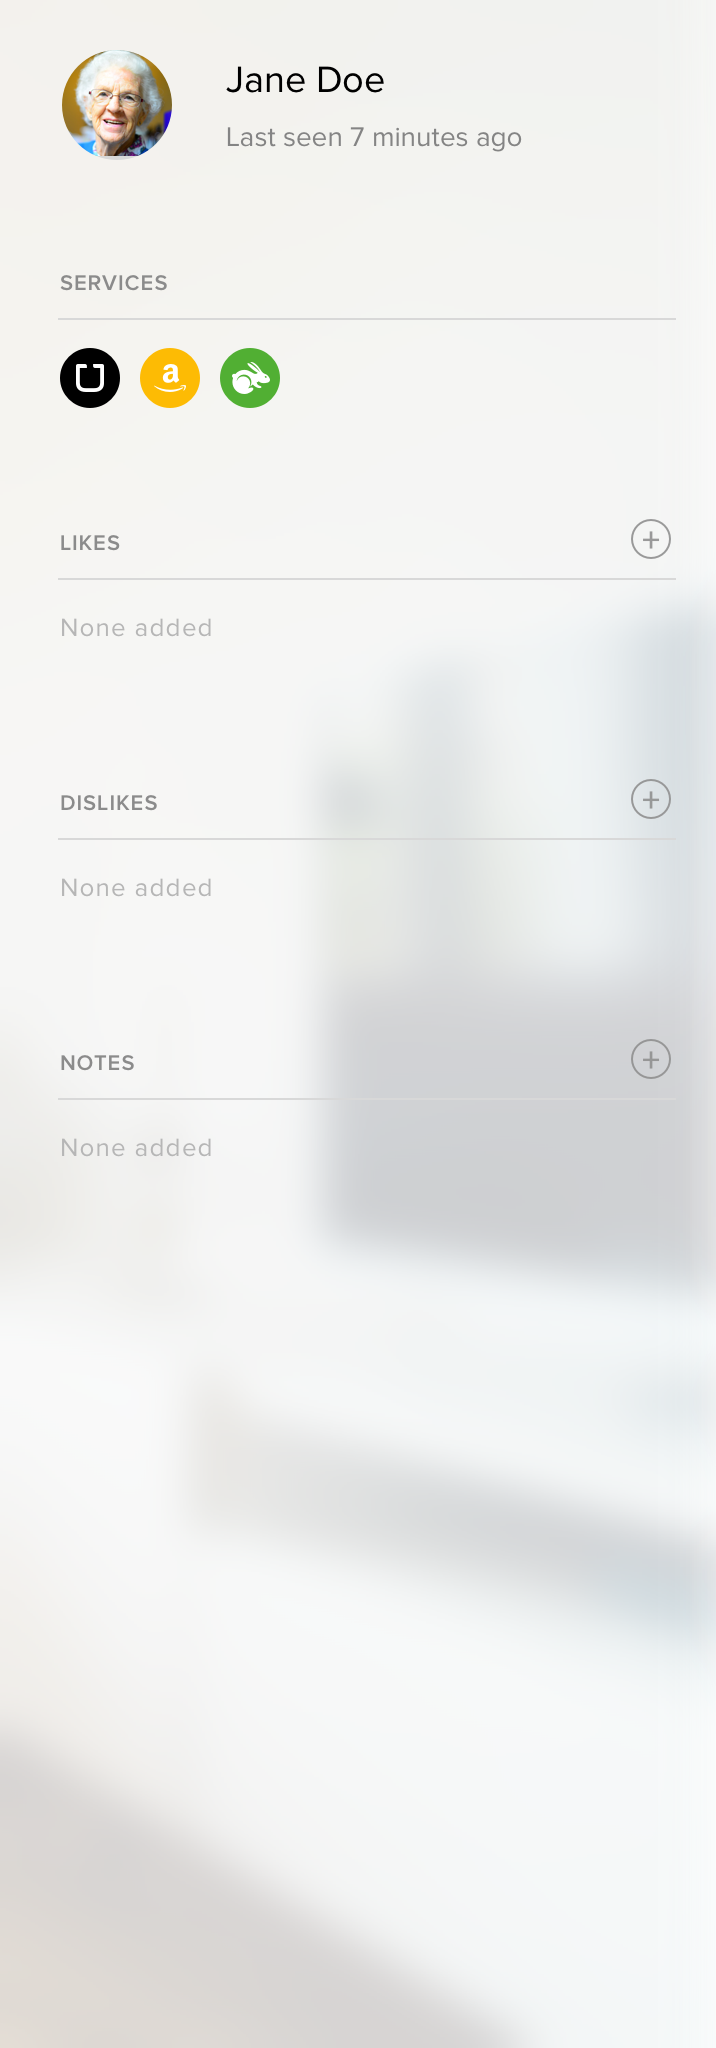 Jane Doe
Last seen 7 minutes ago
SERVICES
a
LIKES
None added
DISLIKES
None added
NOTES
None added